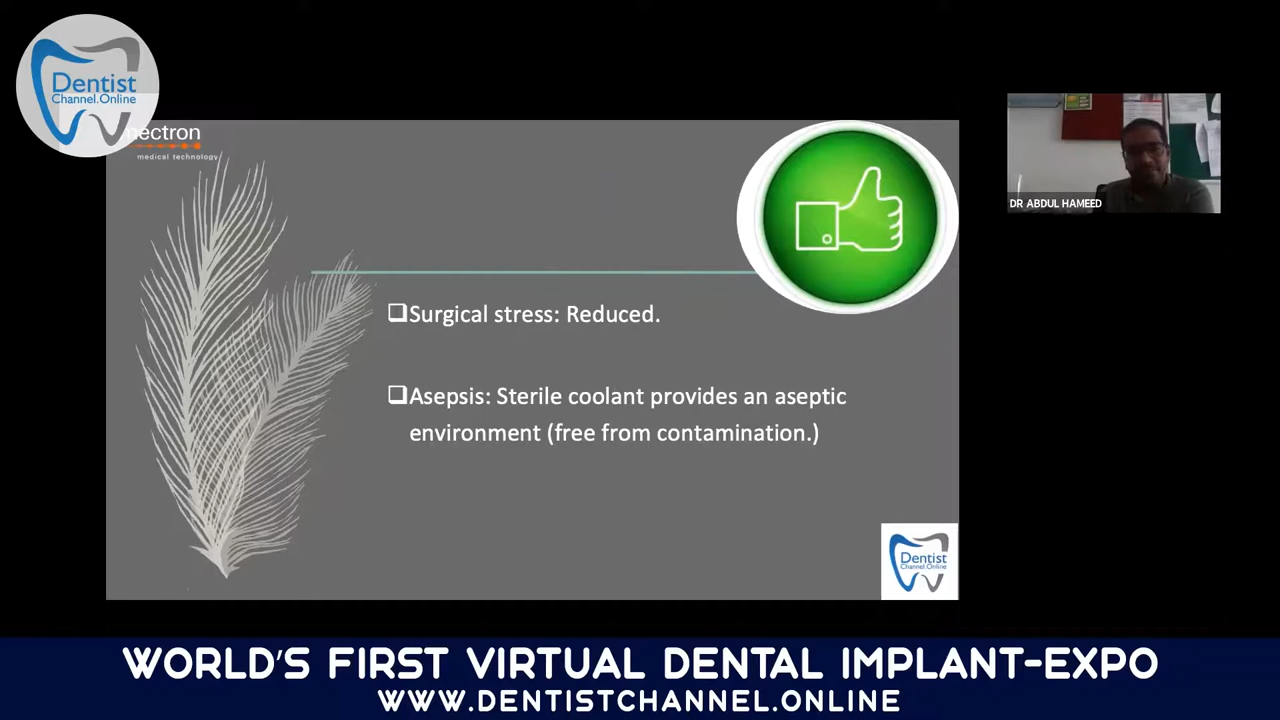 Dentist
Channel.Online
mectron
medical technology
DR ABDUL HAMEED
❑Surgical stress: Reduced.
❑Asepsis: Sterile coolant provides an aseptic
environment (free from contamination.)
Dentist
Channel.Online
WORLD'S FIRST VIRTUAL DENTAL IMPLANT-EXPO
WWW.DENTISTCHANNEL.ONLINE